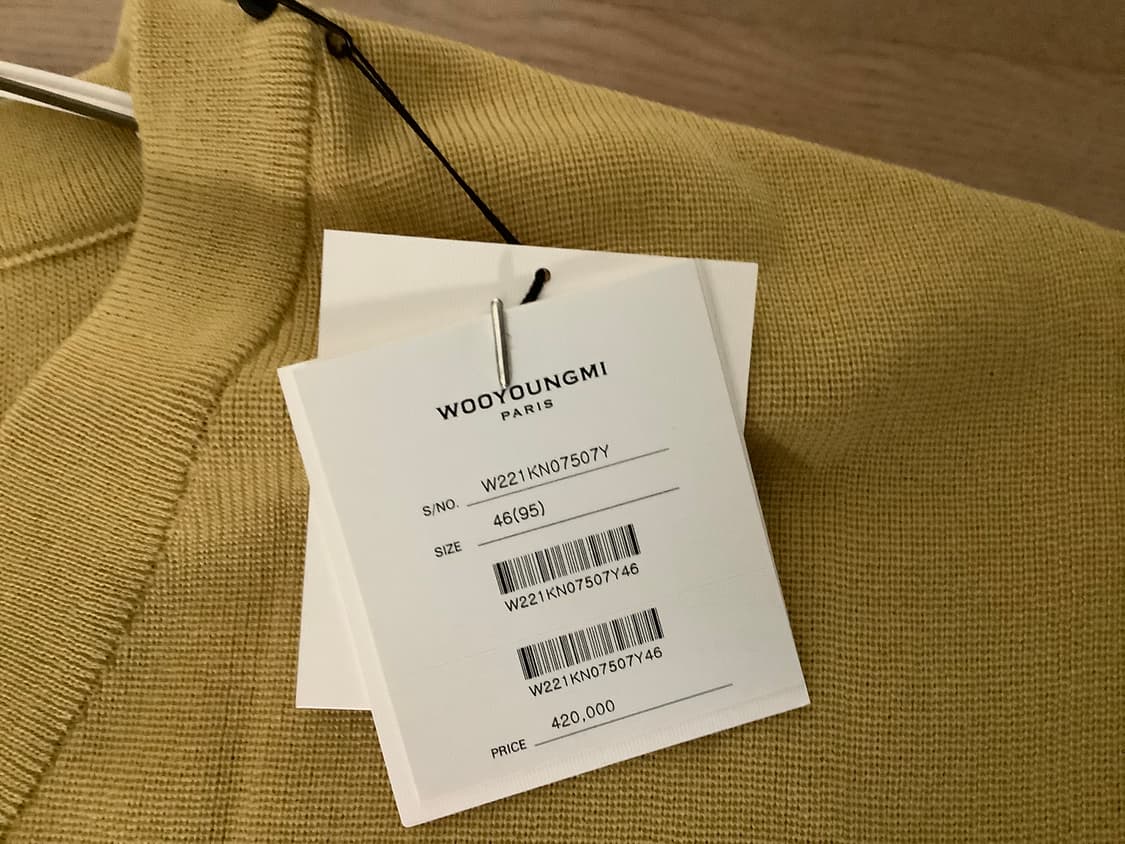 WOOYOUNGMI
PARIS
S/NO. W221KN07507Y
SIZE 46(95)
W221KN07507Y46
W221KN07507Y46
PRICE 420,000